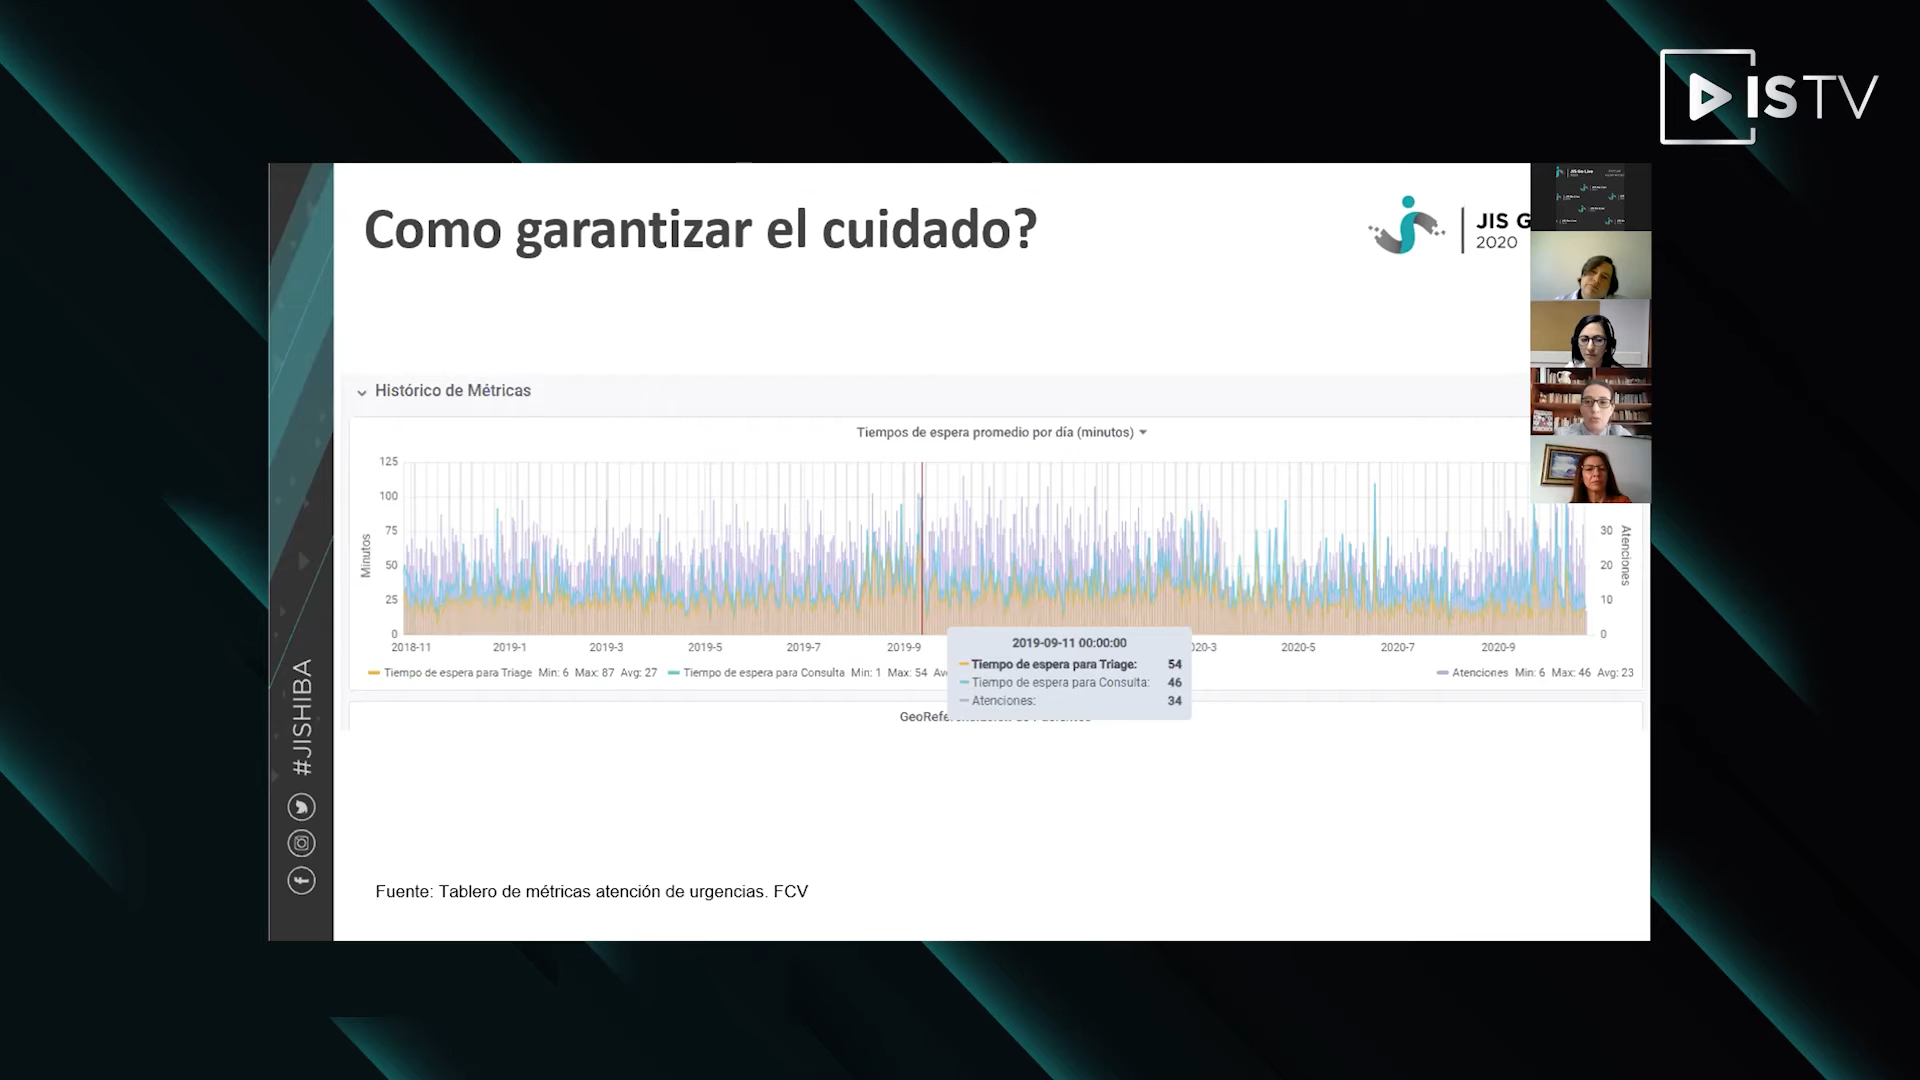 ISTV
Como garantizar el cuidado?
JIS G
2020
Histórico de Métricas
Tiempos de espera promedio por día (minutos)
125
100
75
50
25
0
Minutos
30
20
10
0
Atenciones
2018-11 2019-1 2019-3 2019-5 2019-7 2019-9 20-3 2020-5 2020-7 2020-9
2019-09-11 00:00:00
Tiempo de espera para Triage: 54
Tiempo de espera para Consulta: 46
Atenciones: 34
Tiempo de espera para Triage Min: 6 Max: 87 Avg: 27 Tiempo de espera para Consulta Min: 1 Max: 54 Av Atenciones Min: 6 Max: 46 Avg: 23
GeoRefe
#JISHIBA
Fuente: Tablero de métricas atención de urgencias. FCV